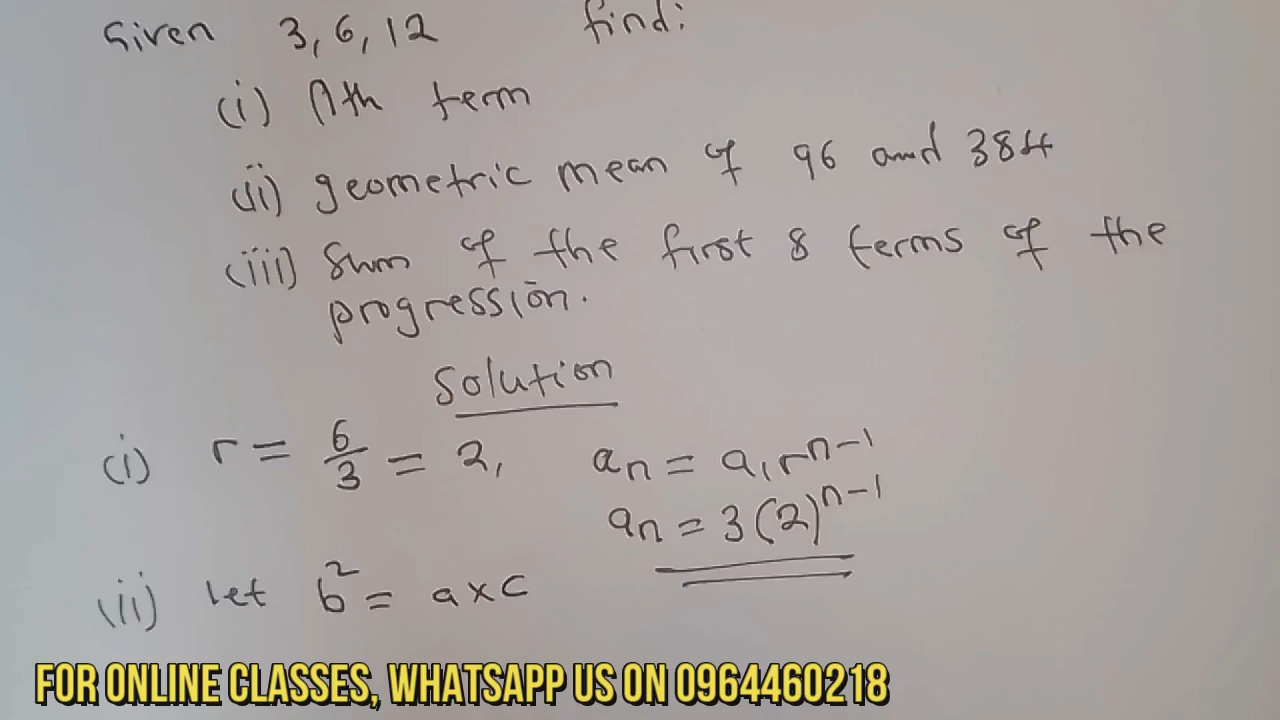 Given 3, 6, 12 find:
(i) nth term
(ii) geometric mean of 96 and 384
(iii) Sum of the first 8 terms of the
progression.
Solution
(i) r = 6/3 = 2, aₙ = a₁rⁿ⁻¹
aₙ = 3(2)ⁿ⁻¹
(ii) let b² = a×c
FOR ONLINE CLASSES, WHATSAPP US ON 0964460218